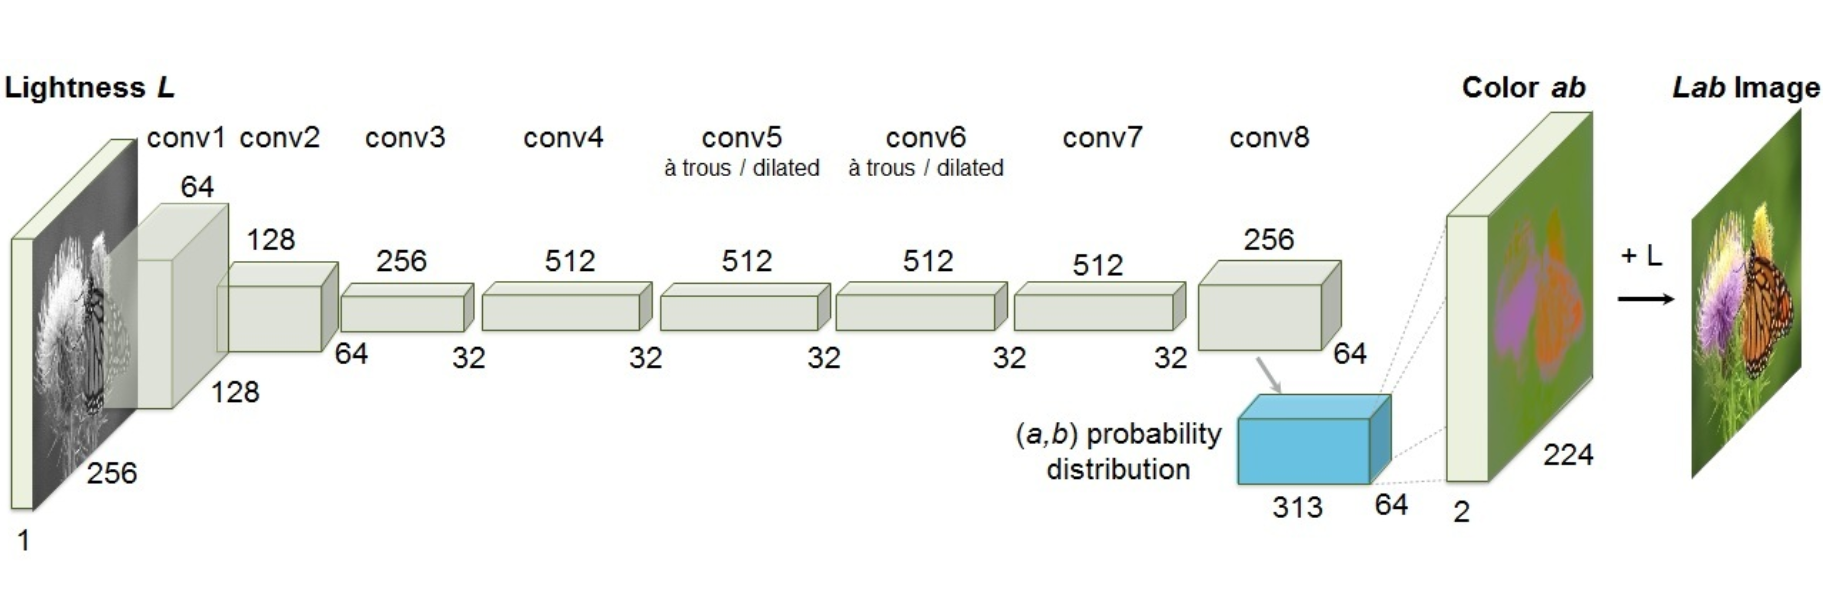 Lightness L
Color ab
Lab Image
conv1
conv2
conv3
conv4
conv5
à trous / dilated
conv6
à trous / dilated
conv7
conv8
64
128
256
512
512
512
512
256
+ L
128
64
32
32
32
32
32
64
256
1
(a,b) probability
distribution
313
64
2
224